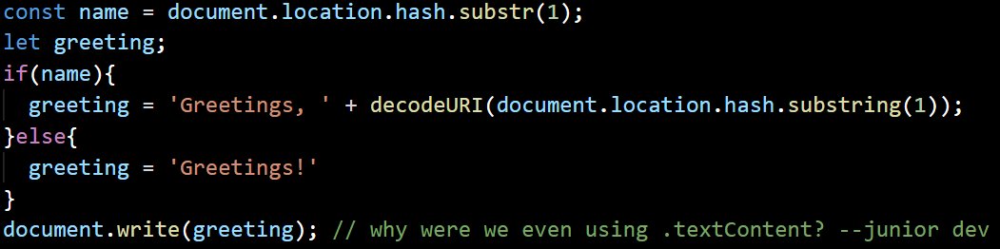 const name = document.location.hash.substr(1);
let greeting;
if(name){
  greeting = 'Greetings, ' + decodeURI(document.location.hash.substring(1));
}else{
  greeting = 'Greetings!'
}
document.write(greeting); // why were we even using .textContent? --junior dev